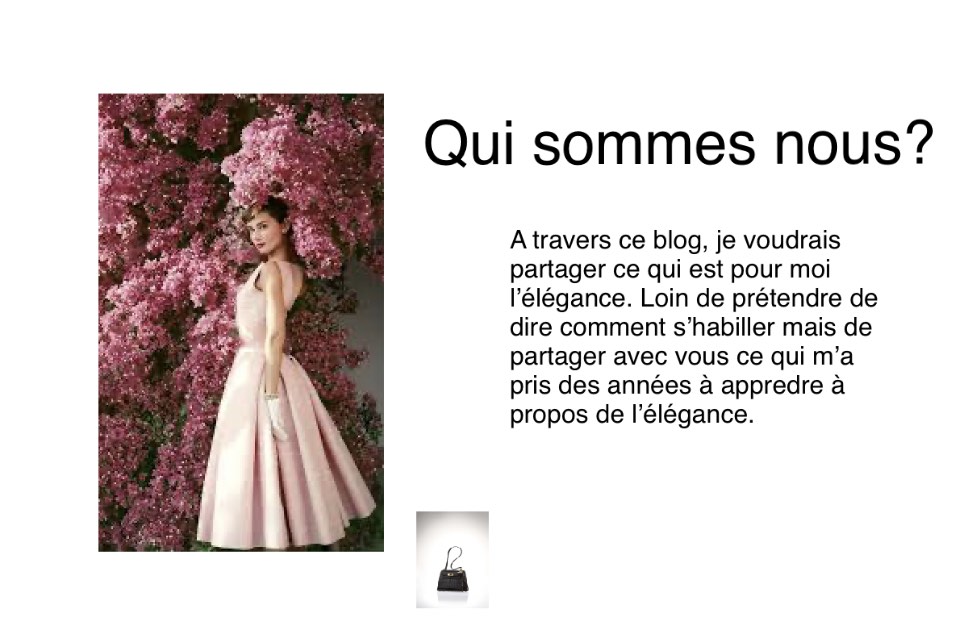 Qui sommes nous?
A travers ce blog, je voudrais
partager ce qui est pour moi
l’élégance. Loin de prétendre de
dire comment s’habiller mais de
partager avec vous ce qui m’a
pris des années à appredre à
propos de l’élégance.